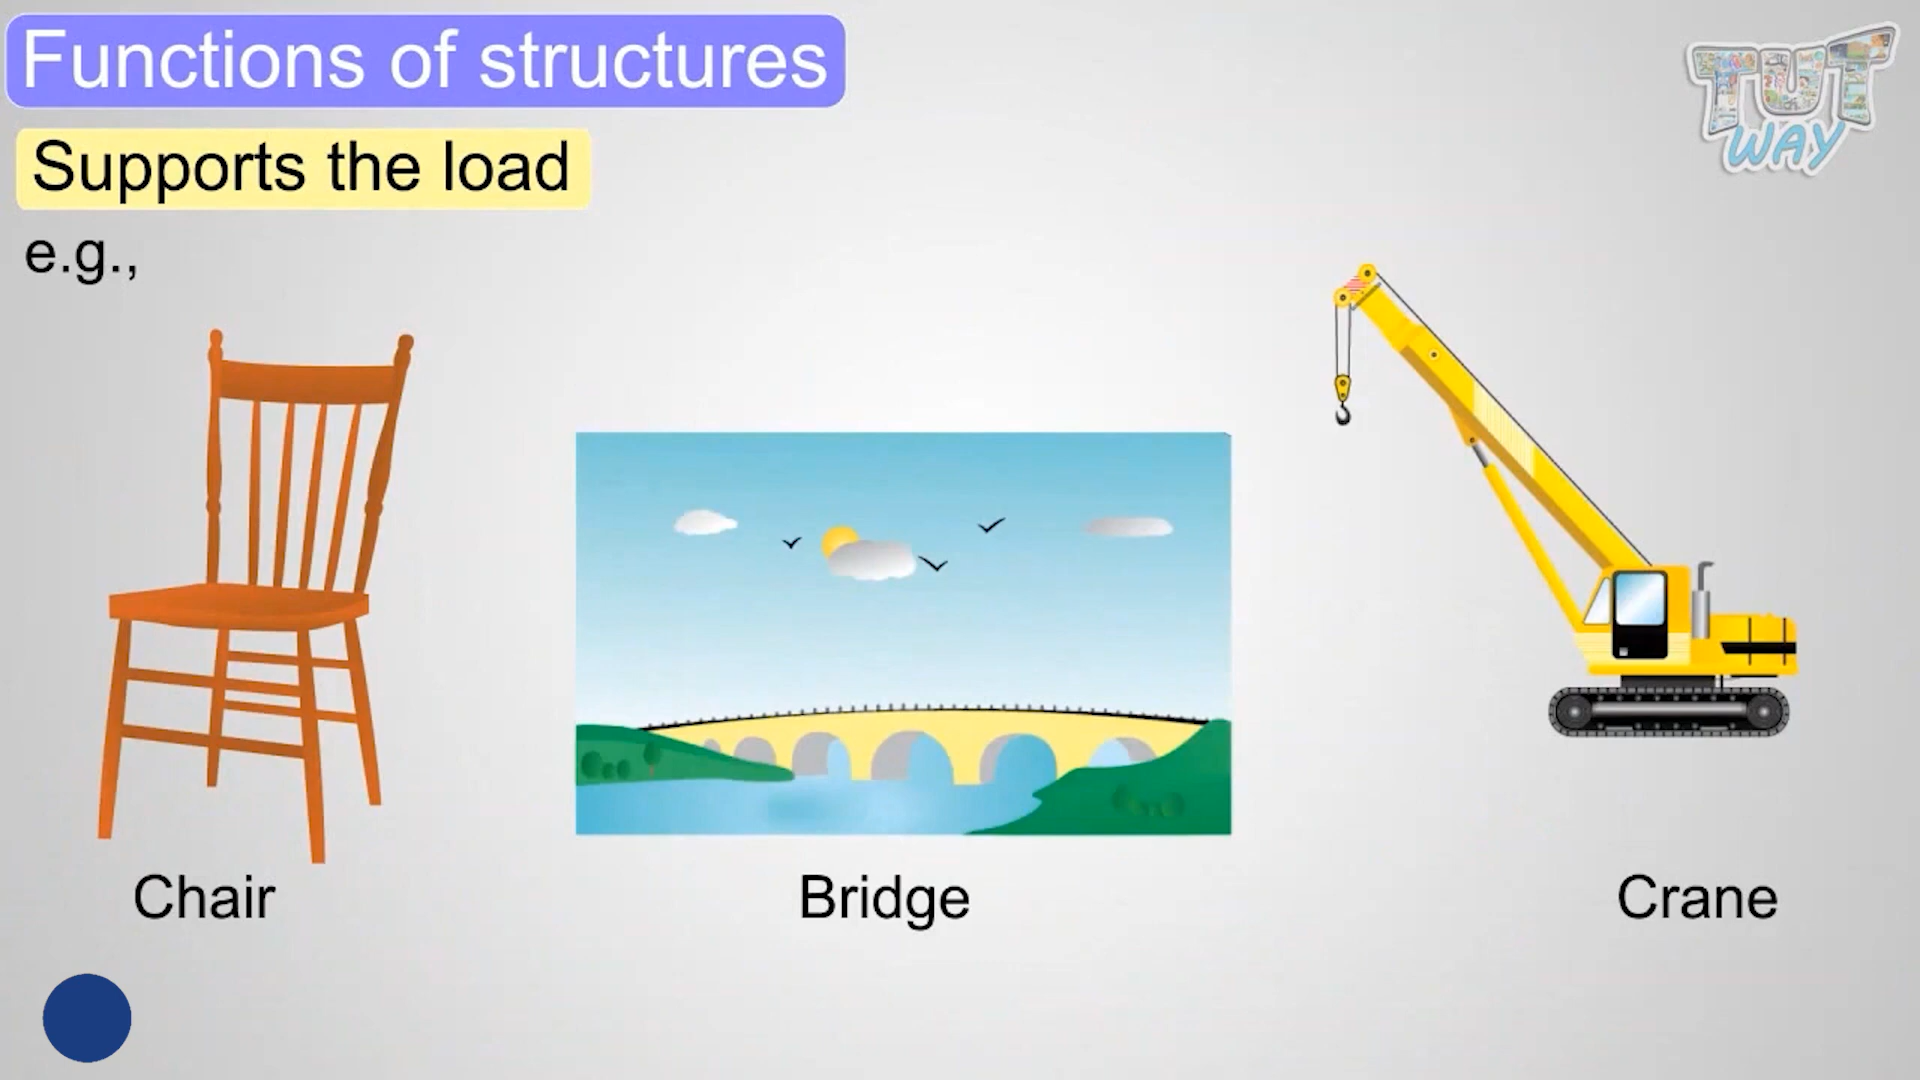 Functions of structures
TUT
WAY
Supports the load
e.g.,
Chair
Bridge
Crane